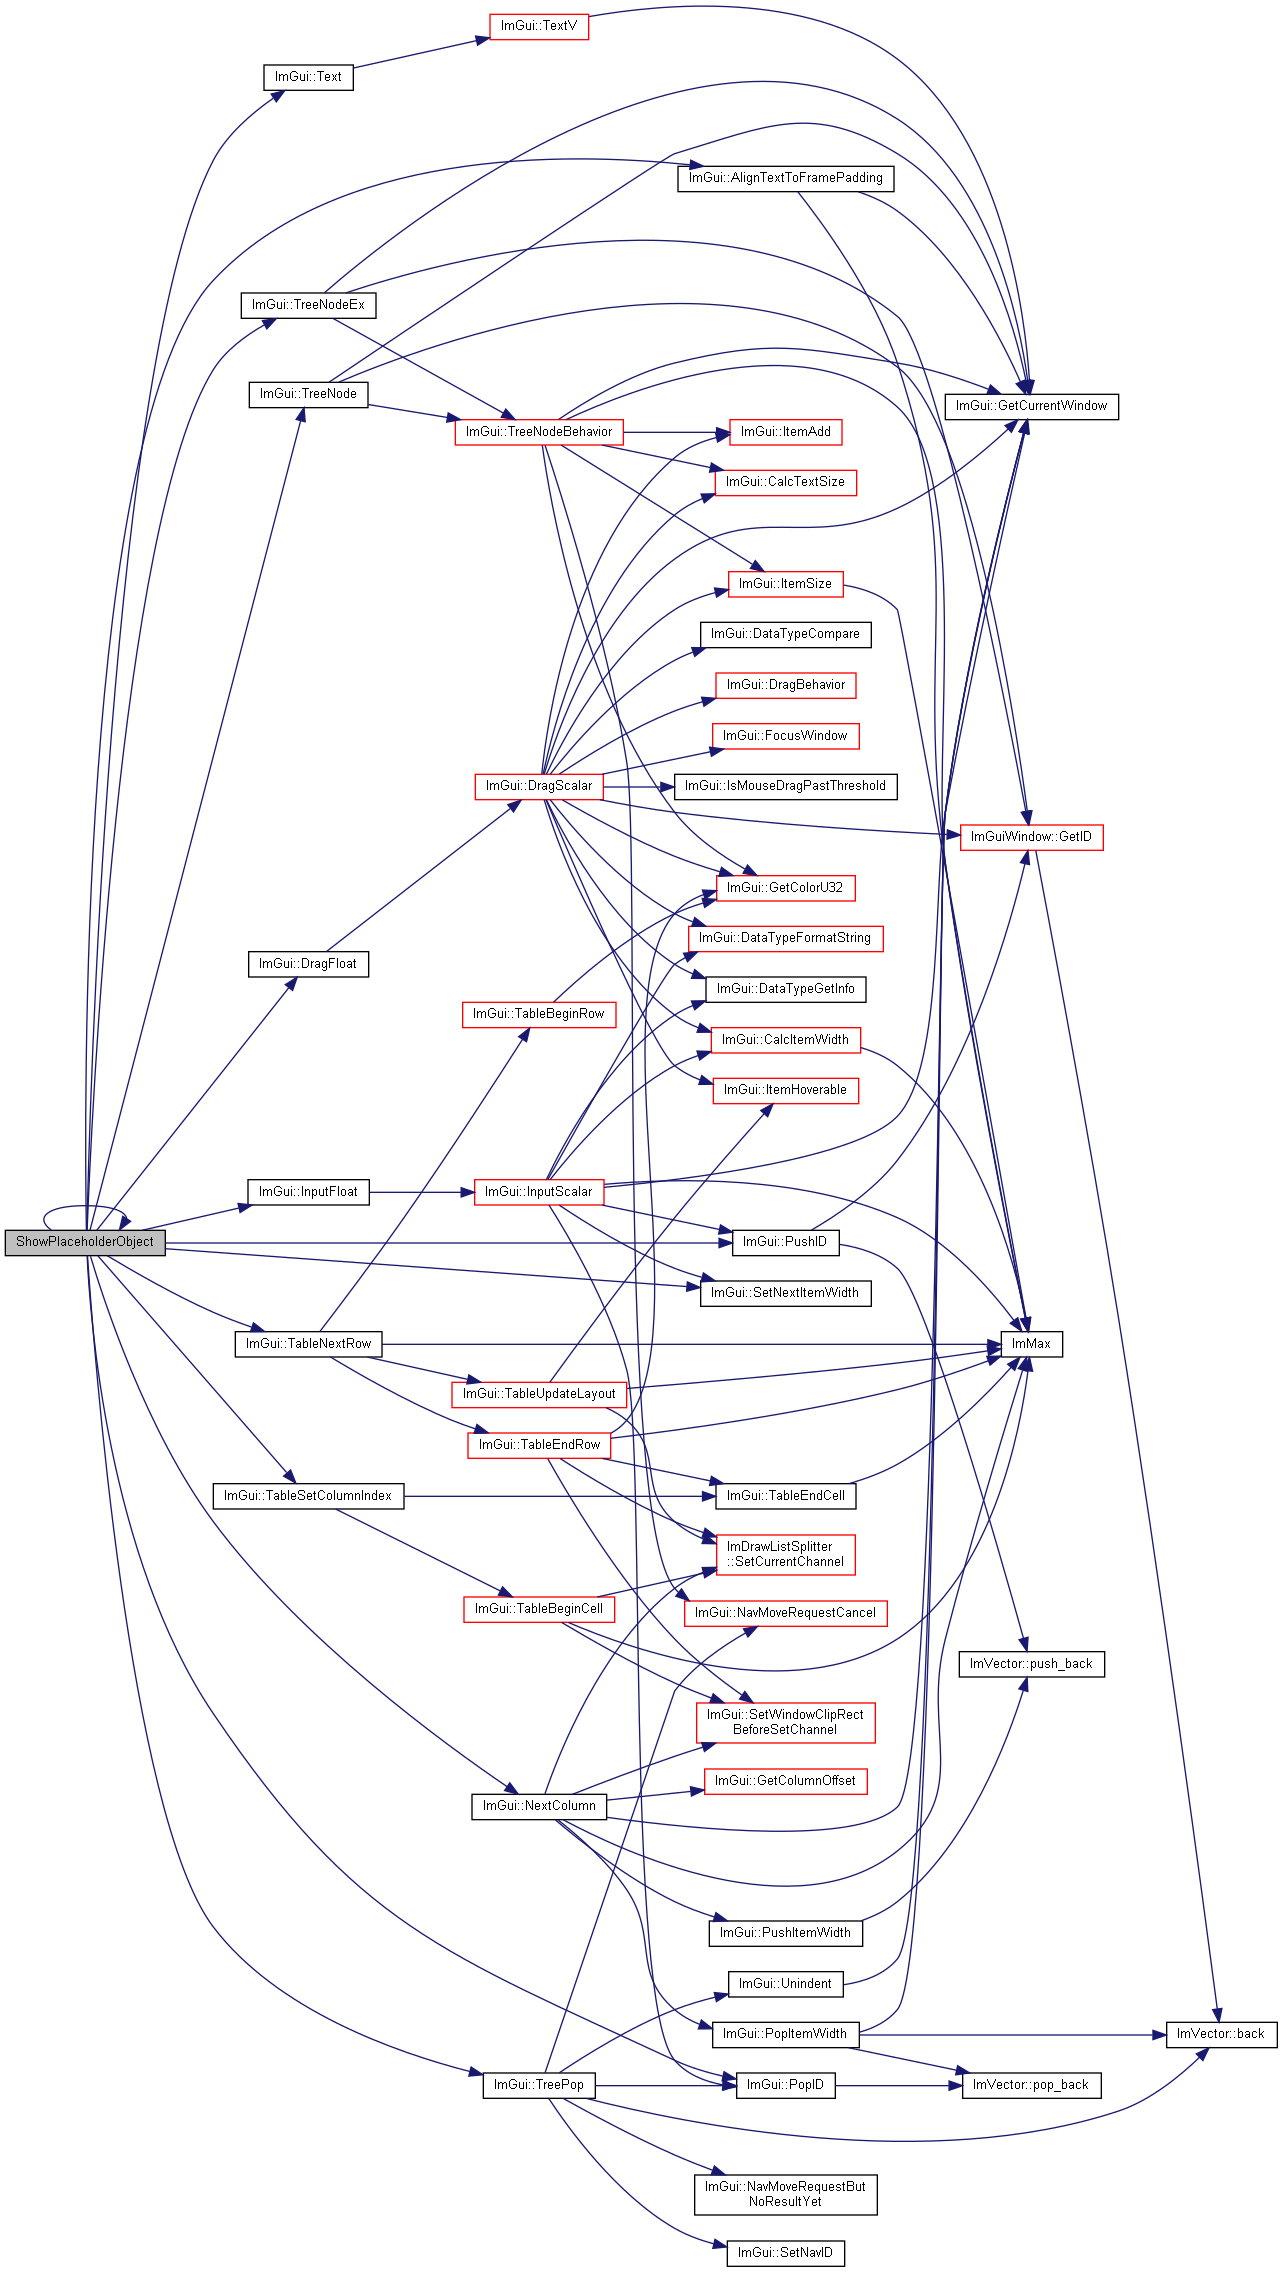 ImGui::TextV
ImGui::Text
ImGui::AlignTextToFramePadding
ImGui::TreeNodeEx
ImGui::TreeNode
ImGui::GetCurrentWindow
ImGui::TreeNodeBehavior
ImGui::ItemAdd
ImGui::CalcTextSize
ImGui::ItemSize
ImGui::DataTypeCompare
ImGui::DragBehavior
ImGui::FocusWindow
ImGui::DragScalar
ImGui::IsMouseDragPastThreshold
ImGuiWindow::GetID
ImGui::GetColorU32
ImGui::DataTypeFormatString
ImGui::DragFloat
ImGui::DataTypeGetInfo
ImGui::TableBeginRow
ImGui::CalcItemWidth
ImGui::ItemHoverable
ImGui::InputFloat
ImGui::InputScalar
ShowPlaceholderObject
ImGui::PushID
ImGui::SetNextItemWidth
ImGui::TableNextRow
ImMax
ImGui::TableUpdateLayout
ImGui::TableEndRow
ImGui::TableSetColumnIndex
ImGui::TableEndCell
ImDrawListSplitter
::SetCurrentChannel
ImGui::TableBeginCell
ImGui::NavMoveRequestCancel
ImVector::push_back
ImGui::SetWindowClipRect
BeforeSetChannel
ImGui::GetColumnOffset
ImGui::NextColumn
ImGui::PushItemWidth
ImGui::Unindent
ImGui::PopItemWidth
ImVector::back
ImGui::TreePop
ImGui::PopID
ImVector::pop_back
ImGui::NavMoveRequestBut
NoResultYet
ImGui::SetNavID